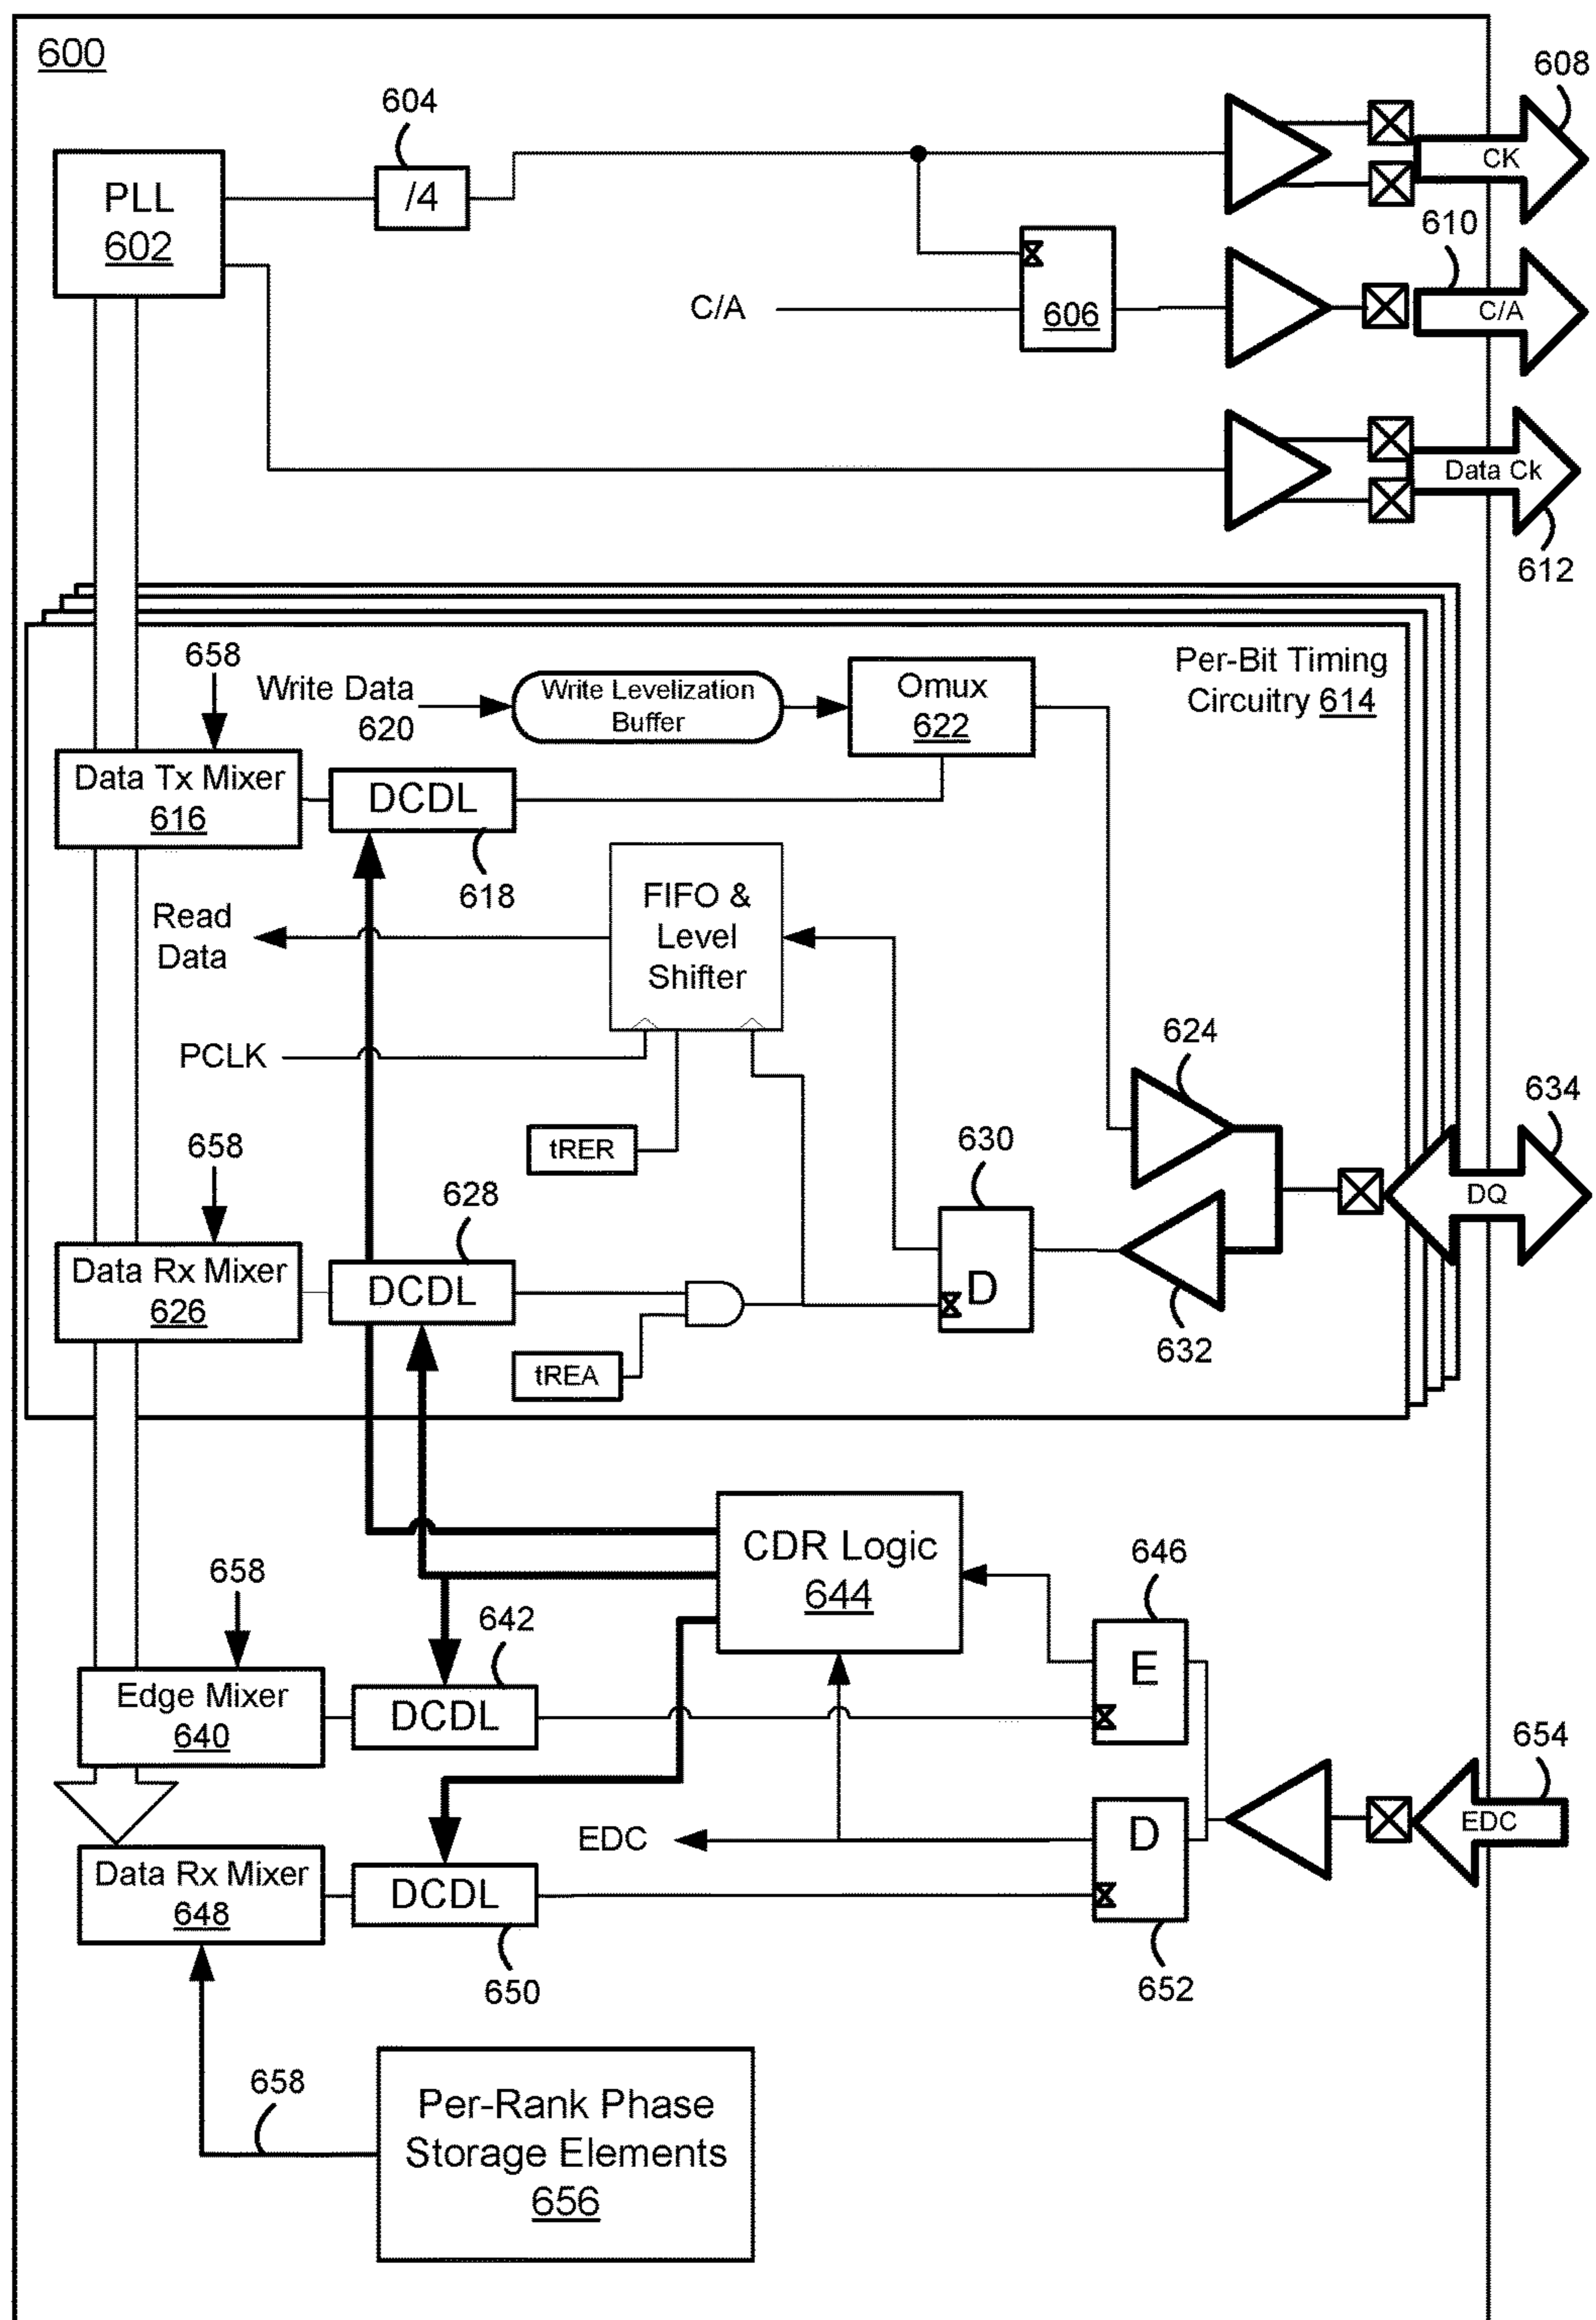 600
604
608
PLL
602
/4
CK
610
C/A
606
C/A
Data Ck
612
658
Write Data
620
Write Levelization
Buffer
Omux
622
Per-Bit Timing
Circuitry 614
Data Tx Mixer
616
DCDL
618
Read
Data
FIFO &
Level
Shifter
PCLK
624
634
tRER
630
658
628
DQ
Data Rx Mixer
626
DCDL
D
632
tREA
CDR Logic
644
646
658
642
E
Edge Mixer
640
DCDL
654
EDC
D
EDC
Data Rx Mixer
648
DCDL
650
652
658
Per-Rank Phase
Storage Elements
656